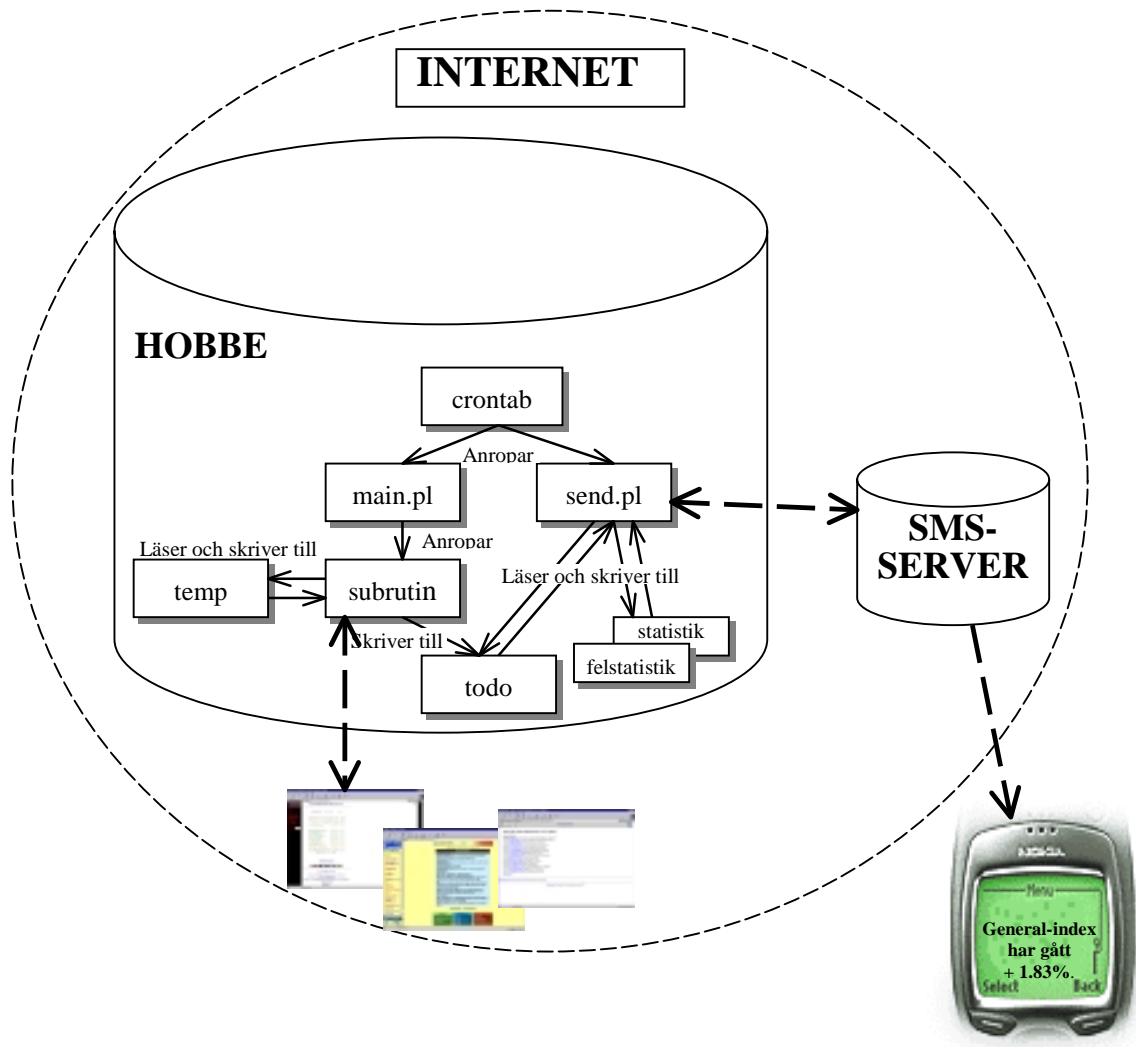 INTERNET
HOBBE
crontab
Anropar
main.pl
send.pl
SMS-
SERVER
Anropar
Läser och skriver till
temp
subrutin
Läser och skriver till
Skriver till
statistik
felstatistik
todo
NOKIA
Menu
General-index
har gått
+ 1.83%.
Select
Back